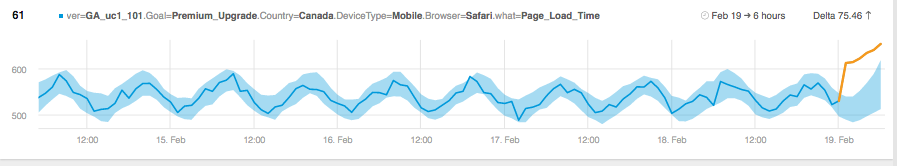 61 ver=GA_uc1_101.Goal=Premium_Upgrade.Country=Canada.DeviceType=Mobile.Browser=Safari.what=Page_Load_Time Feb 19 → 6 hours Delta 75.46 ↑
600
500
12:00 15. Feb 12:00 16. Feb 12:00 17. Feb 12:00 18. Feb 12:00 19. Feb